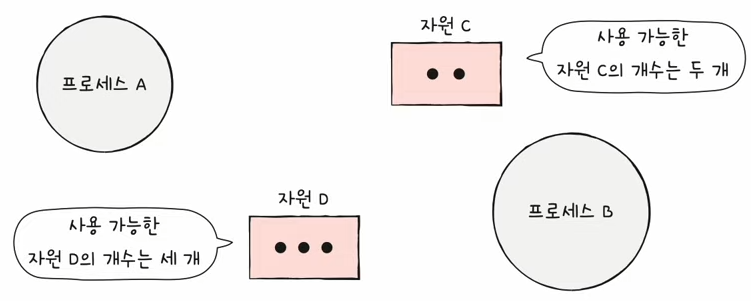 자원 C
사용 가능한
자원 C의 개수는 두 개
프로세스 A
자원 D
프로세스 B
사용 가능한
자원 D의 개수는 세 개